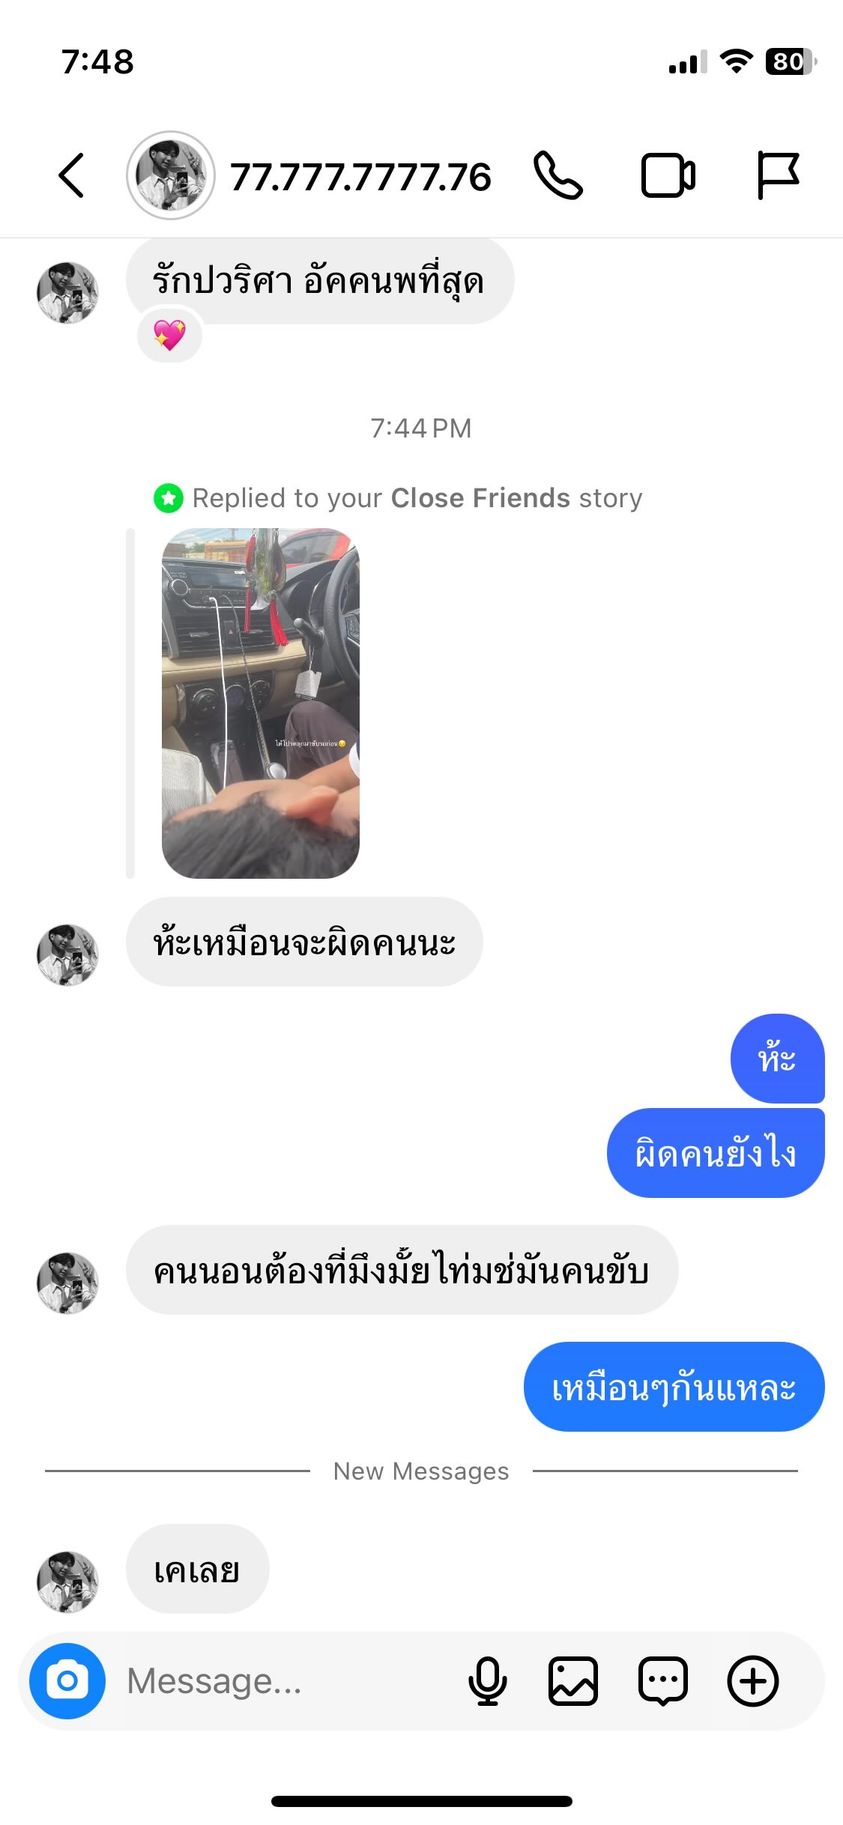 7:48
80
77.777.7777.76
รักปวริศา อัคคนพที่สุด
7:44 PM
Replied to your Close Friends story
ห้ะเหมือนจะผิดคนนะ
ห้ะ
ผิดคนยังไง
คนนอนต้องที่มึงมั้ยไท่มช่มันคนขับ
เหมือนๆกันแหละ
New Messages
เคเลย
Message...